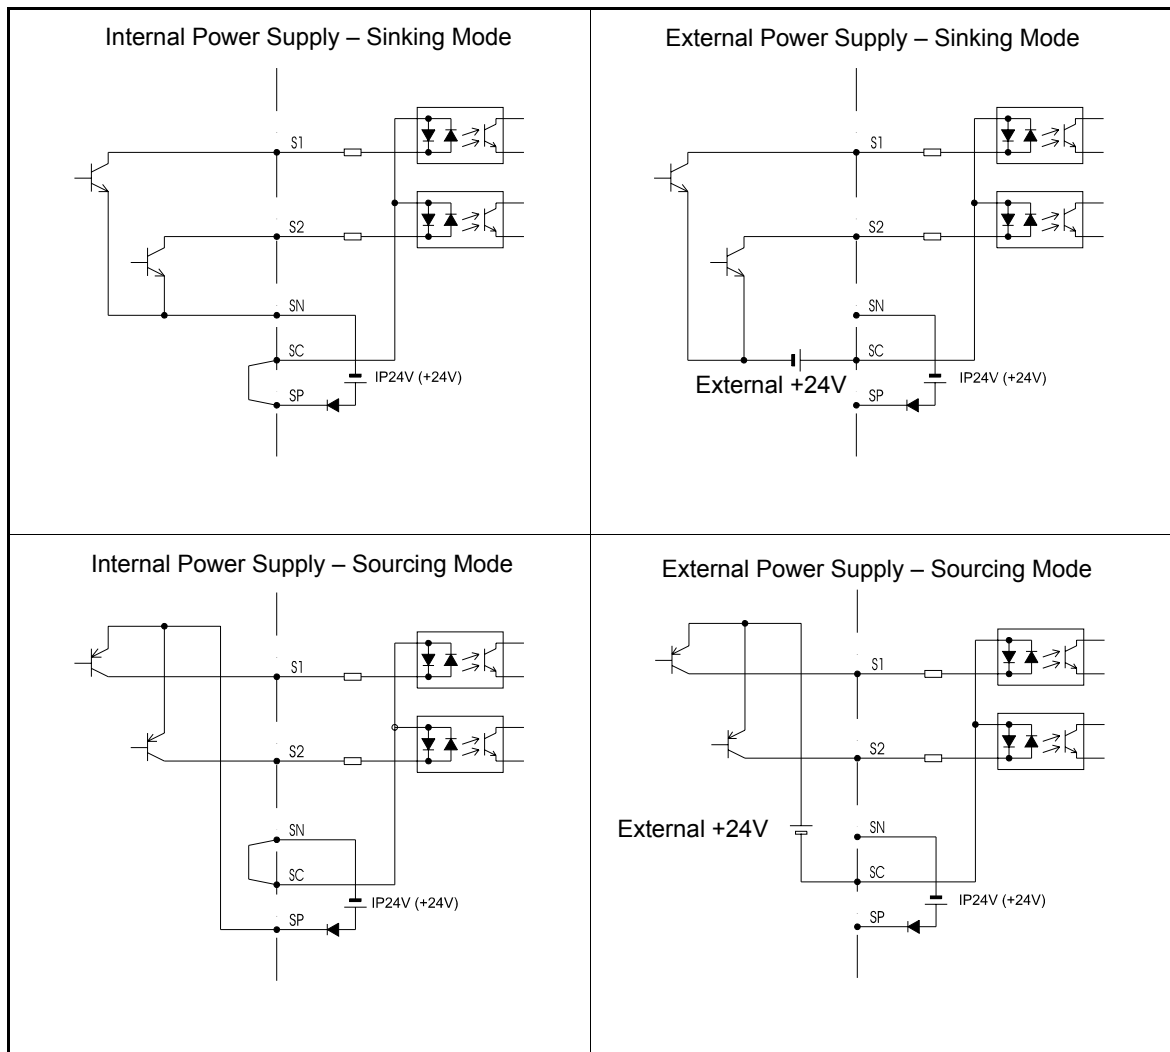 Internal Power Supply – Sinking Mode
S1
S2
SN
SC
IP24V (+24V)
SP
External Power Supply – Sinking Mode
S1
S2
SN
SC
External +24V
IP24V (+24V)
SP
Internal Power Supply – Sourcing Mode
S1
S2
SN
SC
IP24V (+24V)
SP
External Power Supply – Sourcing Mode
S1
S2
External +24V
SN
SC
IP24V (+24V)
SP